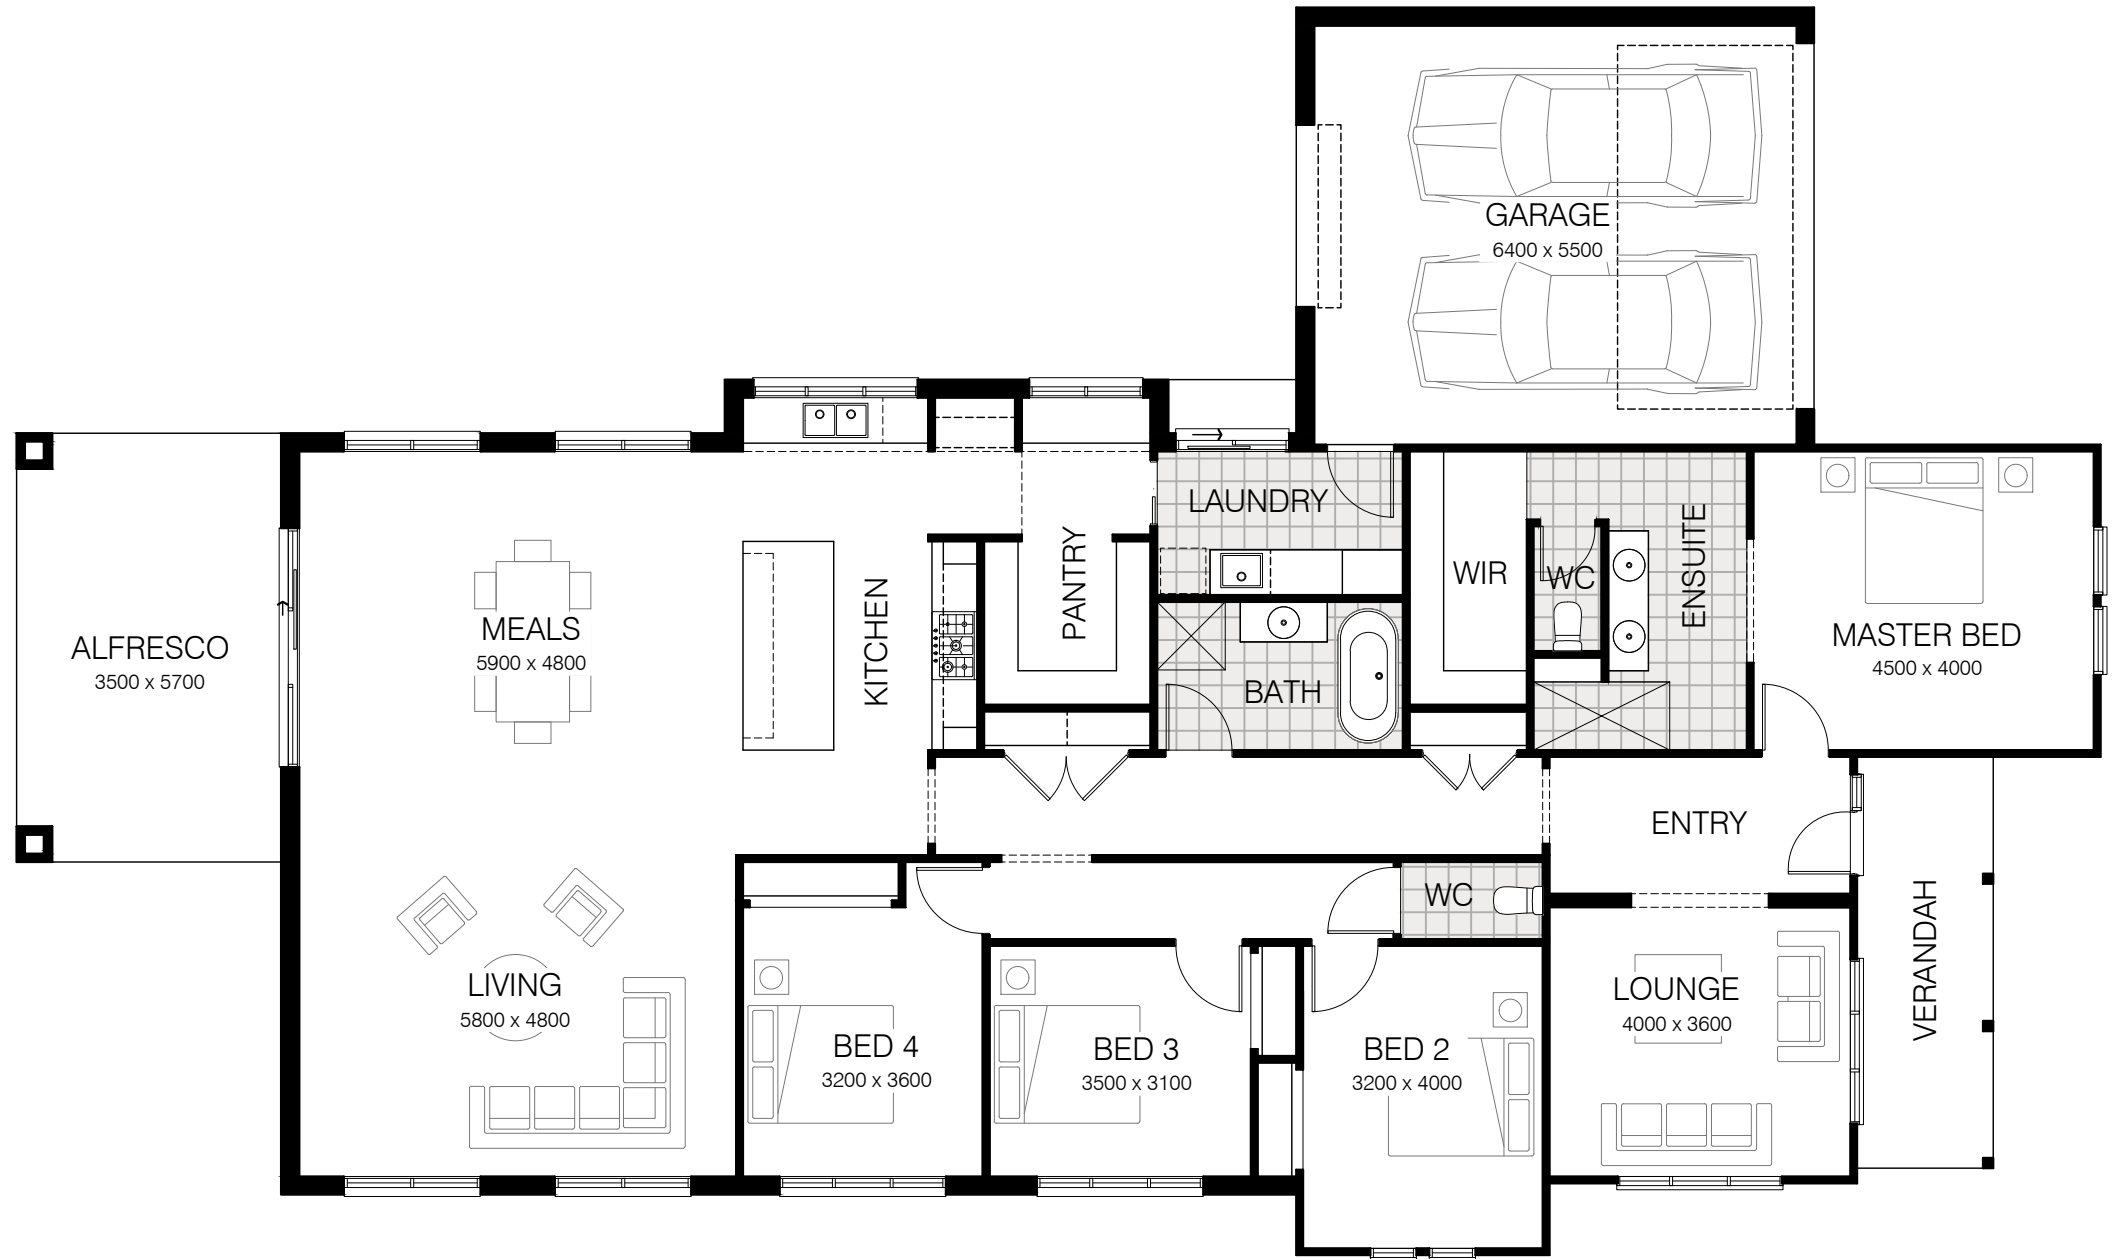 GARAGE
6400 x 5500
LAUNDRY
PANTRY
WIR
WC
ENSUITE
MASTER BED
4500 x 4000
ALFRESCO
3500 x 5700
MEALS
5900 x 4800
KITCHEN
BATH
ENTRY
WC
VERANDAH
LIVING
5800 x 4800
BED 4
3200 x 3600
BED 3
3500 x 3100
BED 2
3200 x 4000
LOUNGE
4000 x 3600